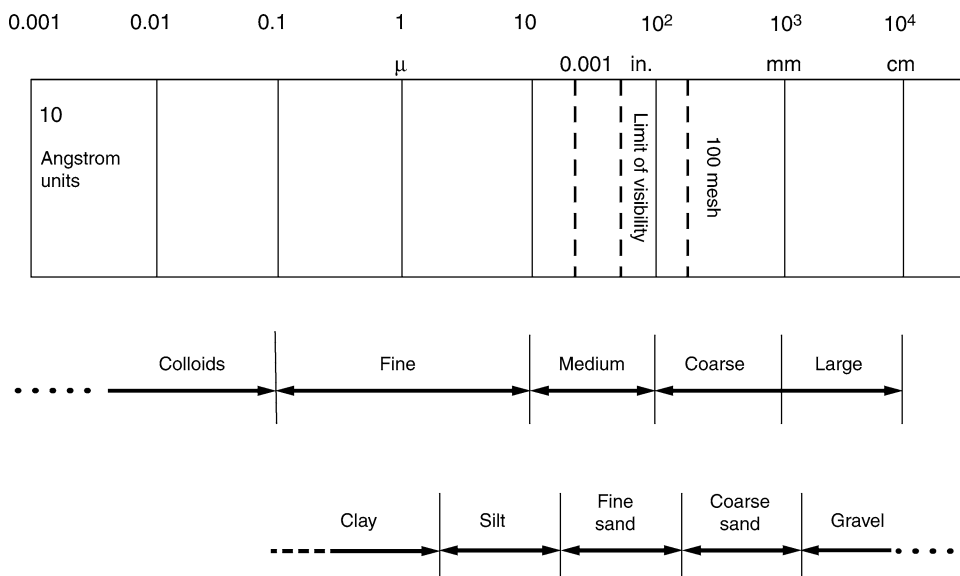 0.001 0.01 0.1 1 10 10² 10³ 10⁴
μ 0.001 in. mm cm
10
Angstrom
units
Limit of visibility
100 mesh
Colloids Fine Medium Coarse Large
Clay Silt Fine sand Coarse sand Gravel